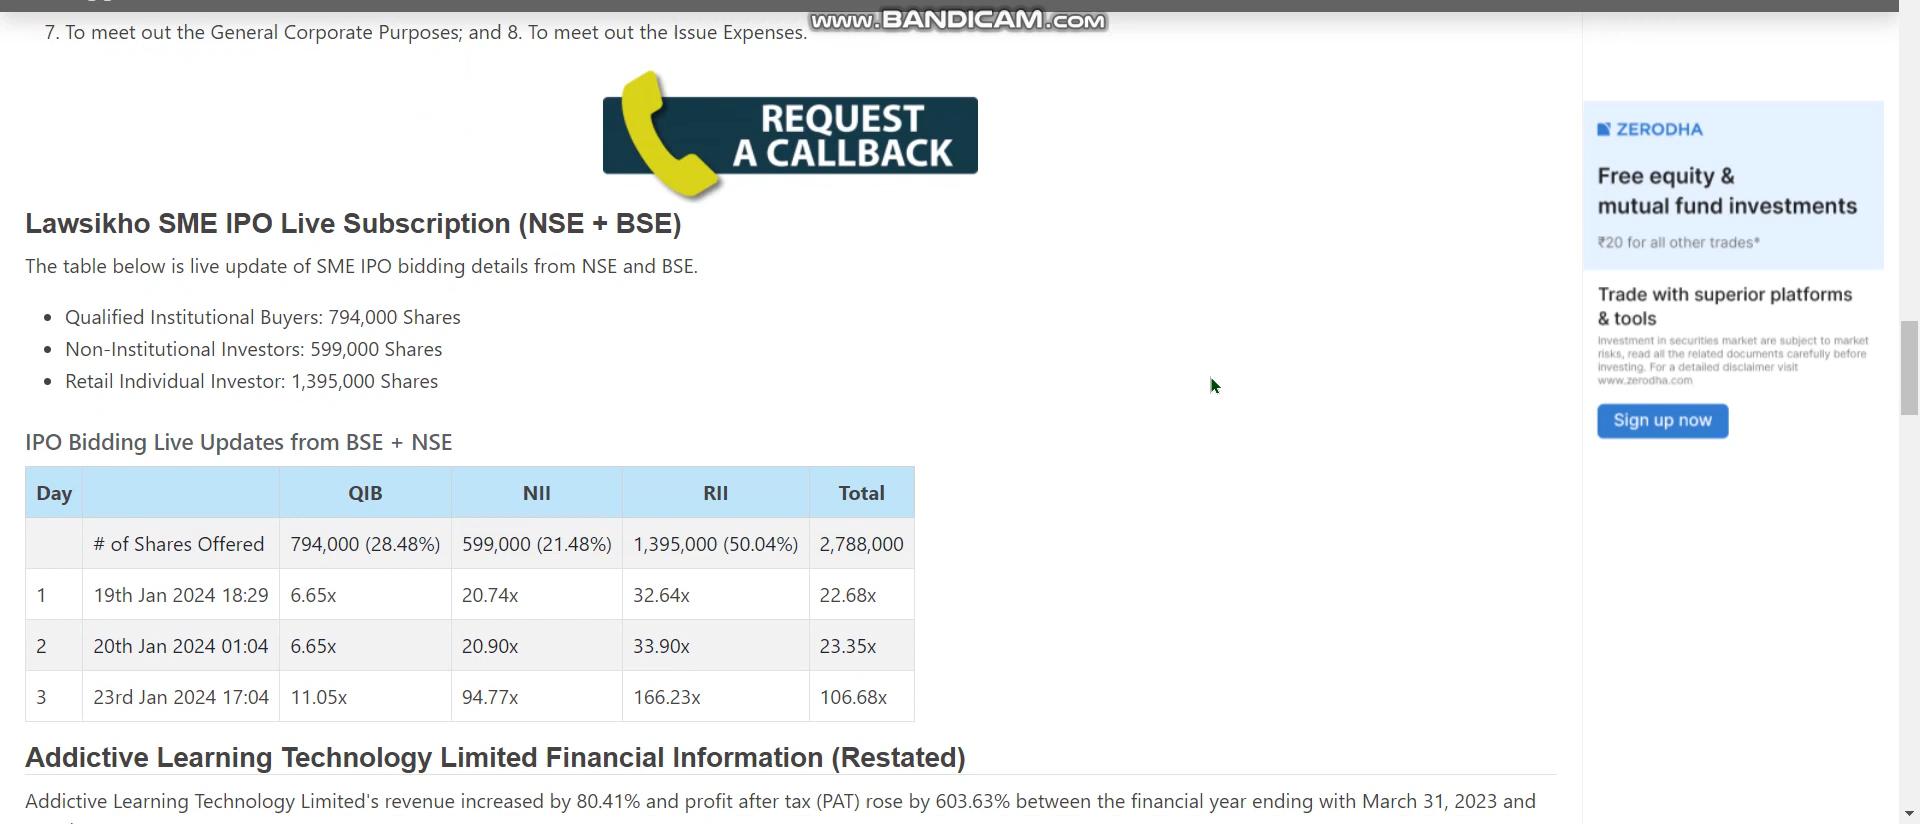 www.BANDICAM.com
7. To meet out the General Corporate Purposes; and 8. To meet out the Issue Expenses.
REQUEST
A CALLBACK
Lawsikho SME IPO Live Subscription (NSE + BSE)
The table below is live update of SME IPO bidding details from NSE and BSE.
• Qualified Institutional Buyers: 794,000 Shares
• Non-Institutional Investors: 599,000 Shares
• Retail Individual Investor: 1,395,000 Shares
IPO Bidding Live Updates from BSE + NSE
Day QIB NII RII Total
# of Shares Offered 794,000 (28.48%) 599,000 (21.48%) 1,395,000 (50.04%) 2,788,000
1 19th Jan 2024 18:29 6.65x 20.74x 32.64x 22.68x
2 20th Jan 2024 01:04 6.65x 20.90x 33.90x 23.35x
3 23rd Jan 2024 17:04 11.05x 94.77x 166.23x 106.68x
Addictive Learning Technology Limited Financial Information (Restated)
Addictive Learning Technology Limited's revenue increased by 80.41% and profit after tax (PAT) rose by 603.63% between the financial year ending with March 31, 2023 and
ZERODHA
Free equity &
mutual fund investments
₹20 for all other trades*
Trade with superior platforms
& tools
Investment in securities market are subject to market
risks, read all the related documents carefully before
investing. For a detailed disclaimer visit
www.zerodha.com
Sign up now